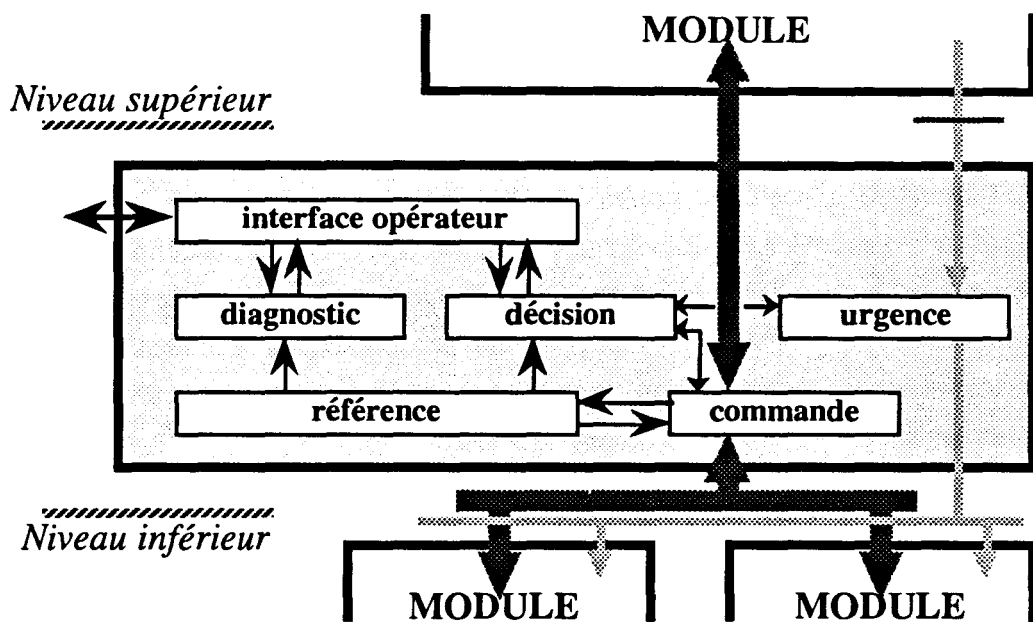 MODULE
Niveau supérieur
interface opérateur
diagnostic
décision
urgence
référence
commande
Niveau inférieur
MODULE
MODULE